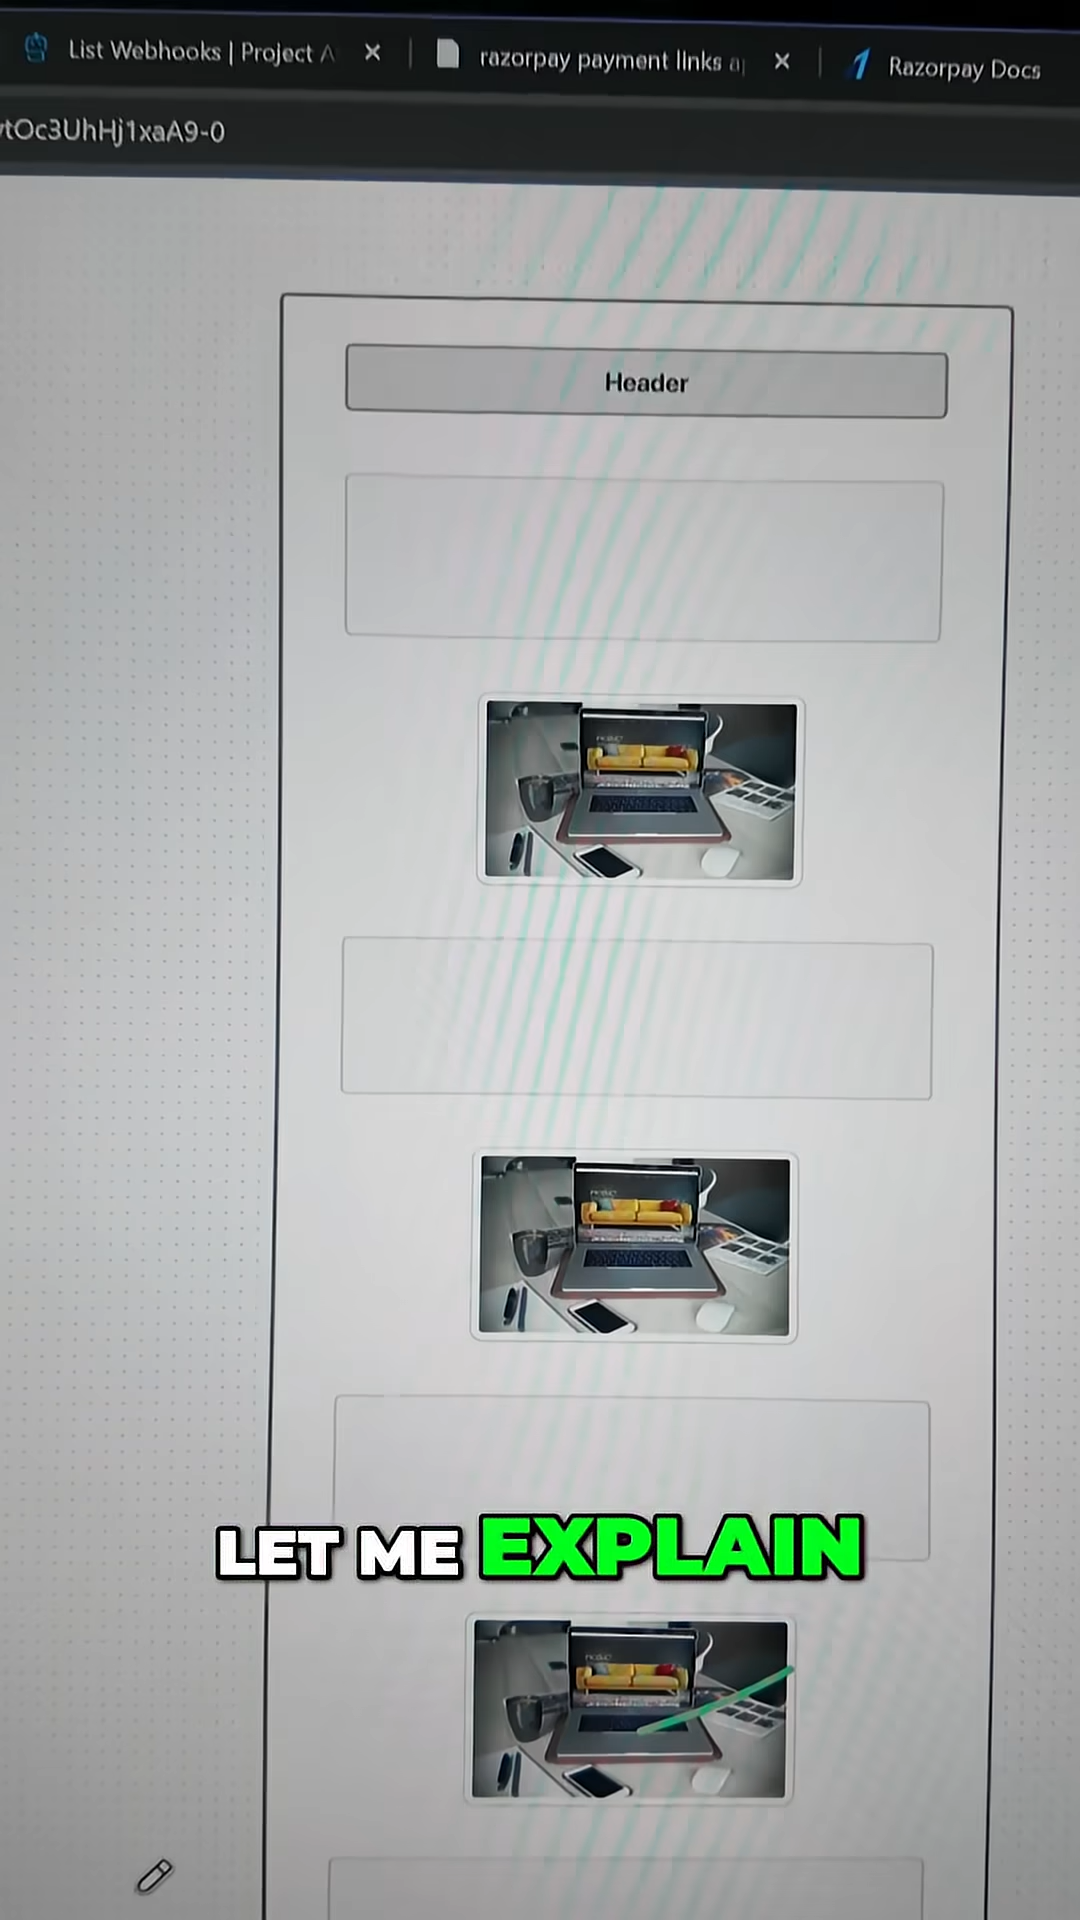 List Webhooks | Project A
razorpay payment links
Razorpay Docs
tOc3UhHj1xaA9-0
Header
LET ME EXPLAIN